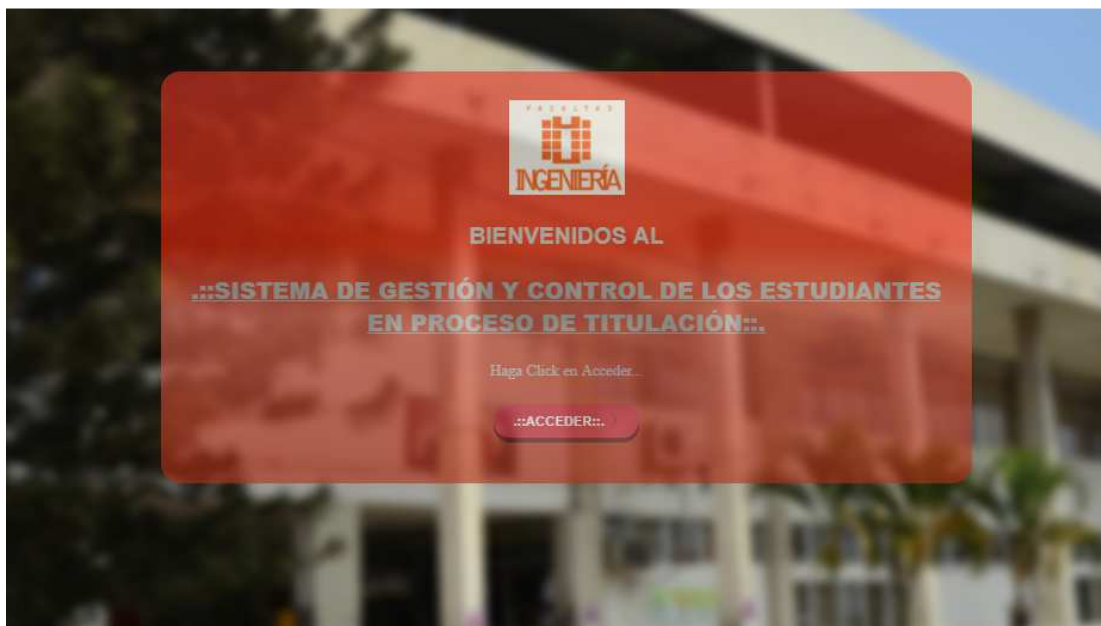 FACULTAD
INGENIERÍA
BIENVENIDOS AL
.::SISTEMA DE GESTIÓN Y CONTROL DE LOS ESTUDIANTES
EN PROCESO DE TITULACIÓN::.
Haga Click en Acceder...
.::ACCEDER::.